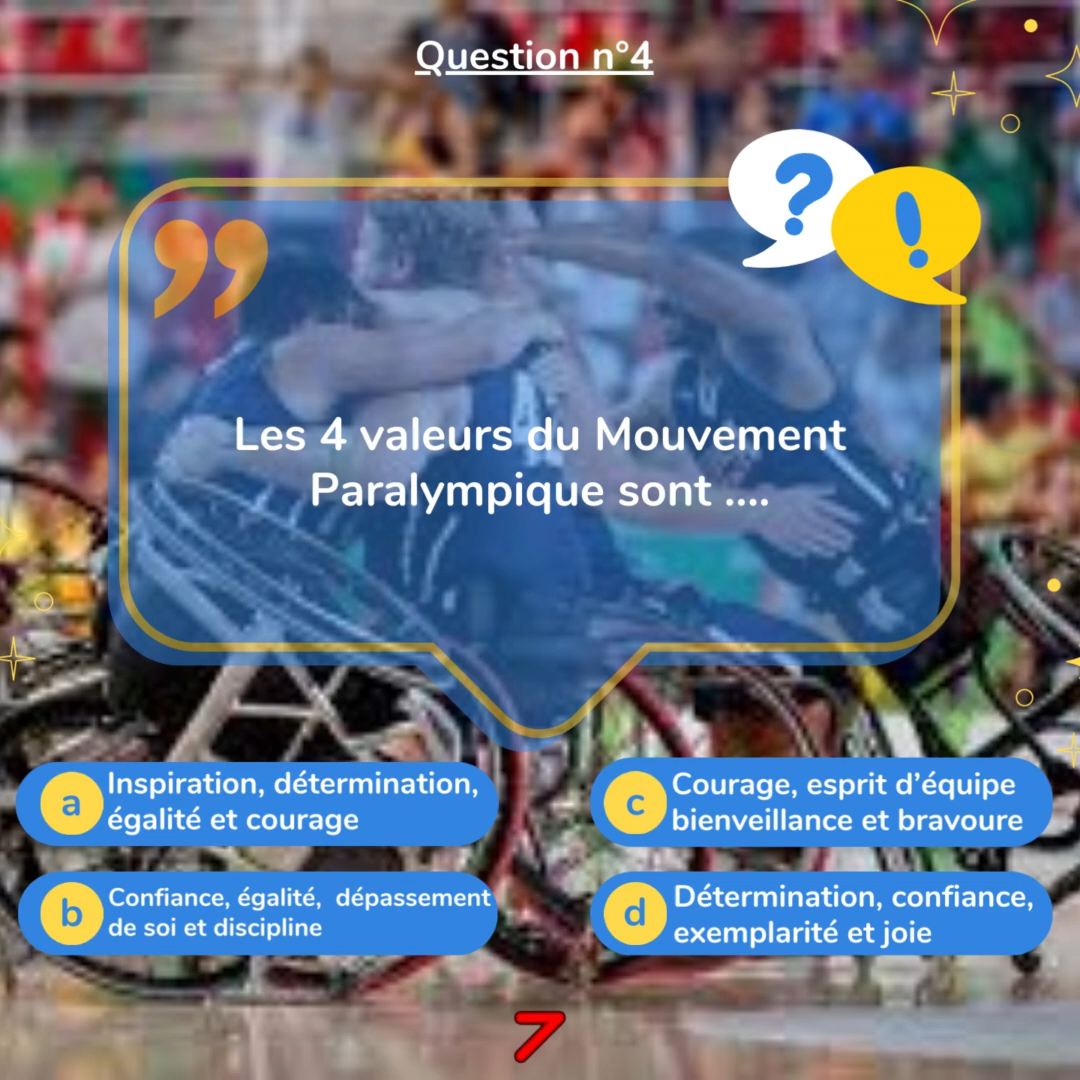 Question n°4
Les 4 valeurs du Mouvement
Paralympique sont ....
a Inspiration, détermination,
égalité et courage
b Confiance, égalité, dépassement
de soi et discipline
c Courage, esprit d'équipe
bienveillance et bravoure
d Détermination, confiance,
exemplarité et joie
7